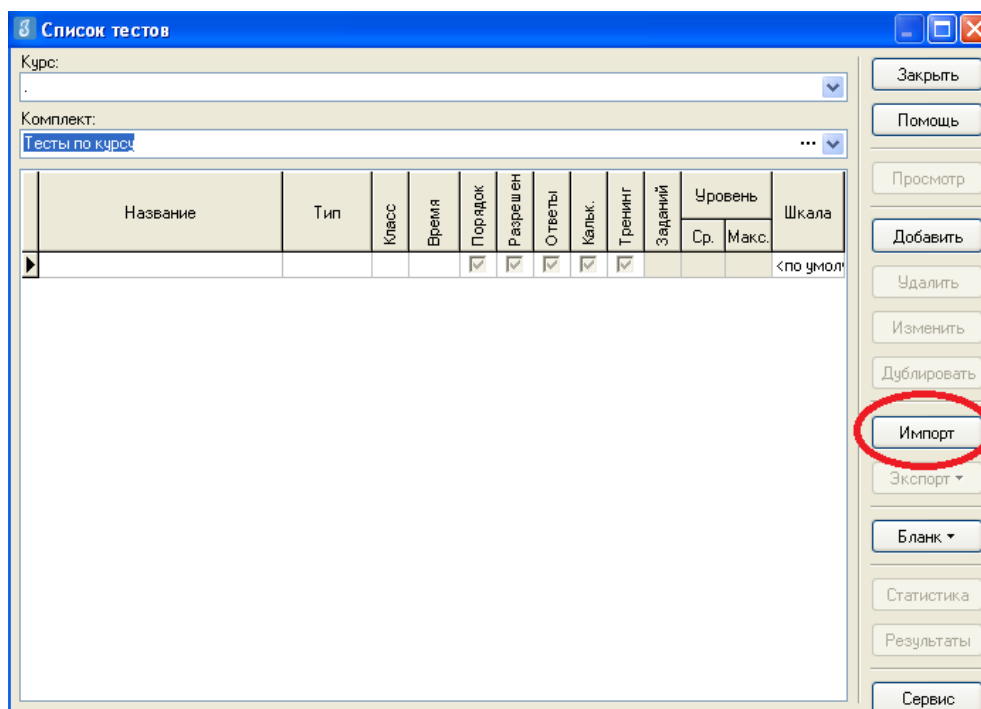 Список тестов
Курс:
.
Комплект:
Тесты по курсу ...
Название Тип Класс Время Порядок Разрешен Ответы Кальк. Тренинг Заданий Уровень Шкала
Ср. Макс.
<по умол
Закрыть
Помощь
Просмотр
Добавить
Удалить
Изменить
Дублировать
Импорт
Экспорт
Бланк
Статистика
Результаты
Сервис